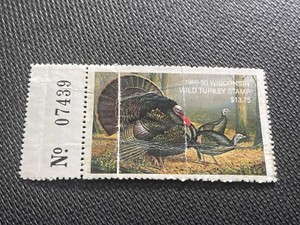 Nº 07439
1989-90 WISCONSIN
WILD TURKEY STAMP
$13.75